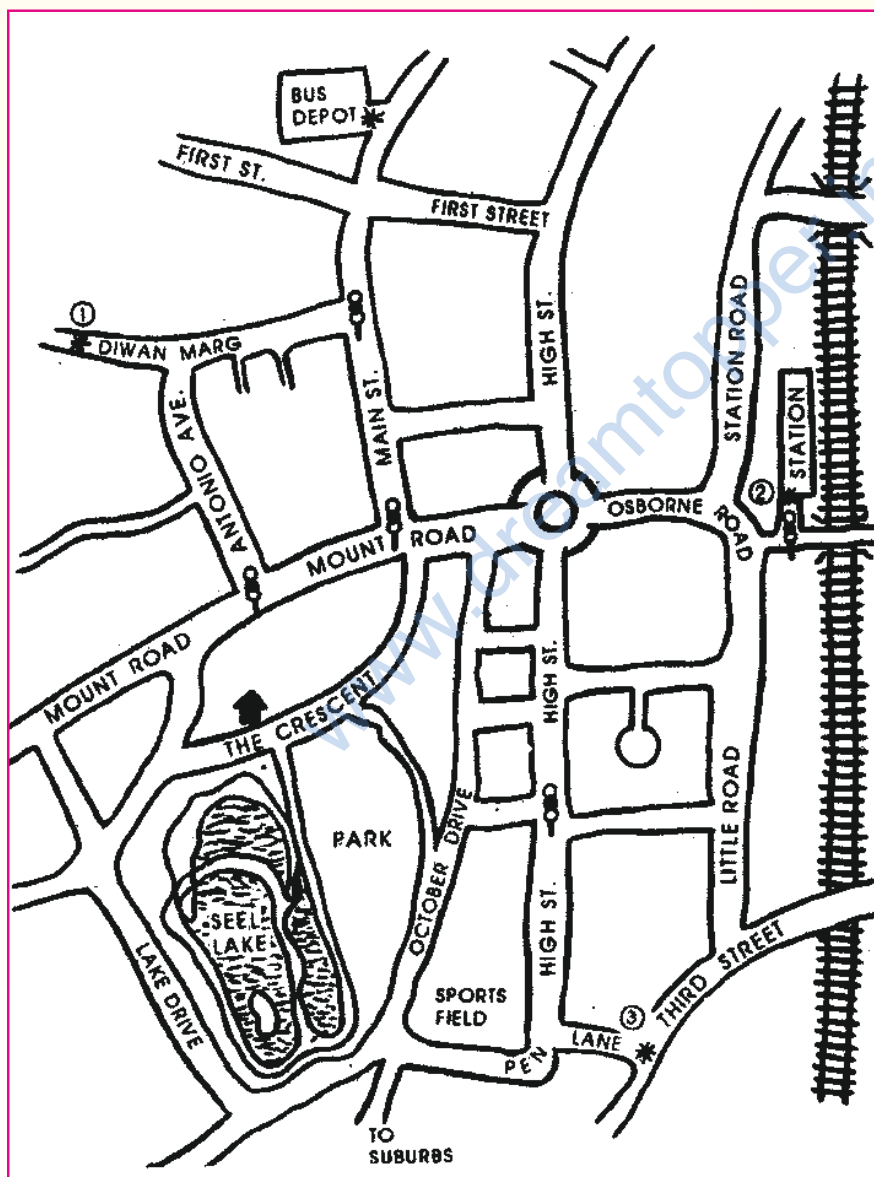 BUS
DEPOT
FIRST ST.
FIRST STREET
①
DIWAN MARG
HIGH ST.
STATION ROAD
MAIN ST.
ANTONIO AVE.
STATION
②
OSBORNE ROAD
MOUNT ROAD
MOUNT ROAD
HIGH ST.
THE CRESCENT
PARK
OCTOBER DRIVE
LITTLE ROAD
SEEL
LAKE
LAKE DRIVE
HIGH ST.
SPORTS
FIELD
THIRD STREET
③
PEN LANE
TO
SUBURBS